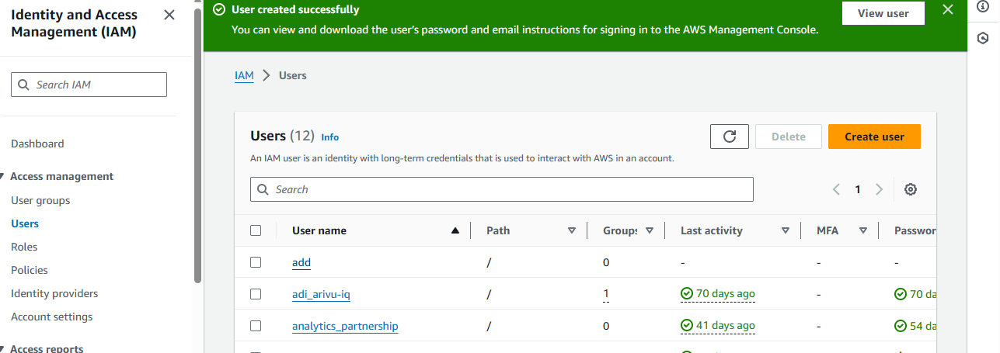 Identity and Access
Management (IAM)
Search IAM
Dashboard
Access management
User groups
Users
Roles
Policies
Identity providers
Account settings
Access reports
User created successfully
You can view and download the user's password and email instructions for signing in to the AWS Management Console.
View user
IAM > Users
Users (12) Info
Delete
Create user
An IAM user is an identity with long-term credentials that is used to interact with AWS in an account.
Search
1
User name Path Groups Last activity MFA Passwor
add / 0 - - -
adi_arivu-iq / 1 70 days ago - 70 da
analytics_partnership / 0 41 days ago - 54 da